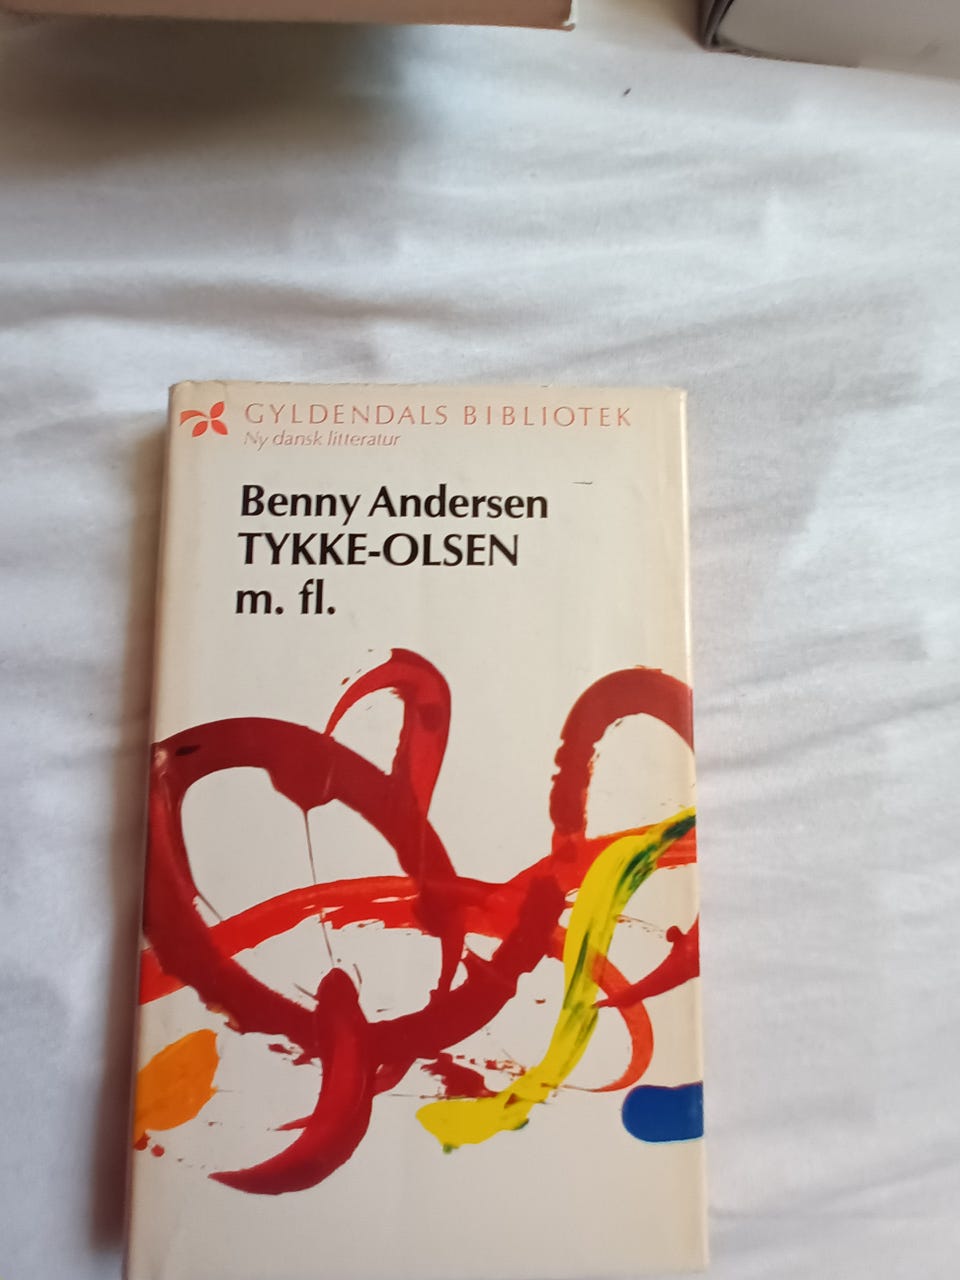 GYLDENDALS BIBLIOTEK
Ny dansk litteratur
Benny Andersen
TYKKE-OLSEN
m. fl.